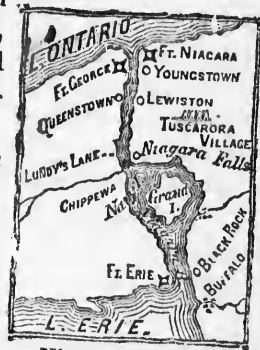 L. ONTARIO
FT. NIAGARA
FT. GEORGE
YOUNGSTOWN
QUEENSTOWN
LEWISTON
TUSCARORA
VILLAGE
LUNDY'S LANE
Niagara Falls
CHIPPEWA
Na
Grand
I.
BLACK ROCK
BUFFALO
FT. ERIE
L. ERIE.